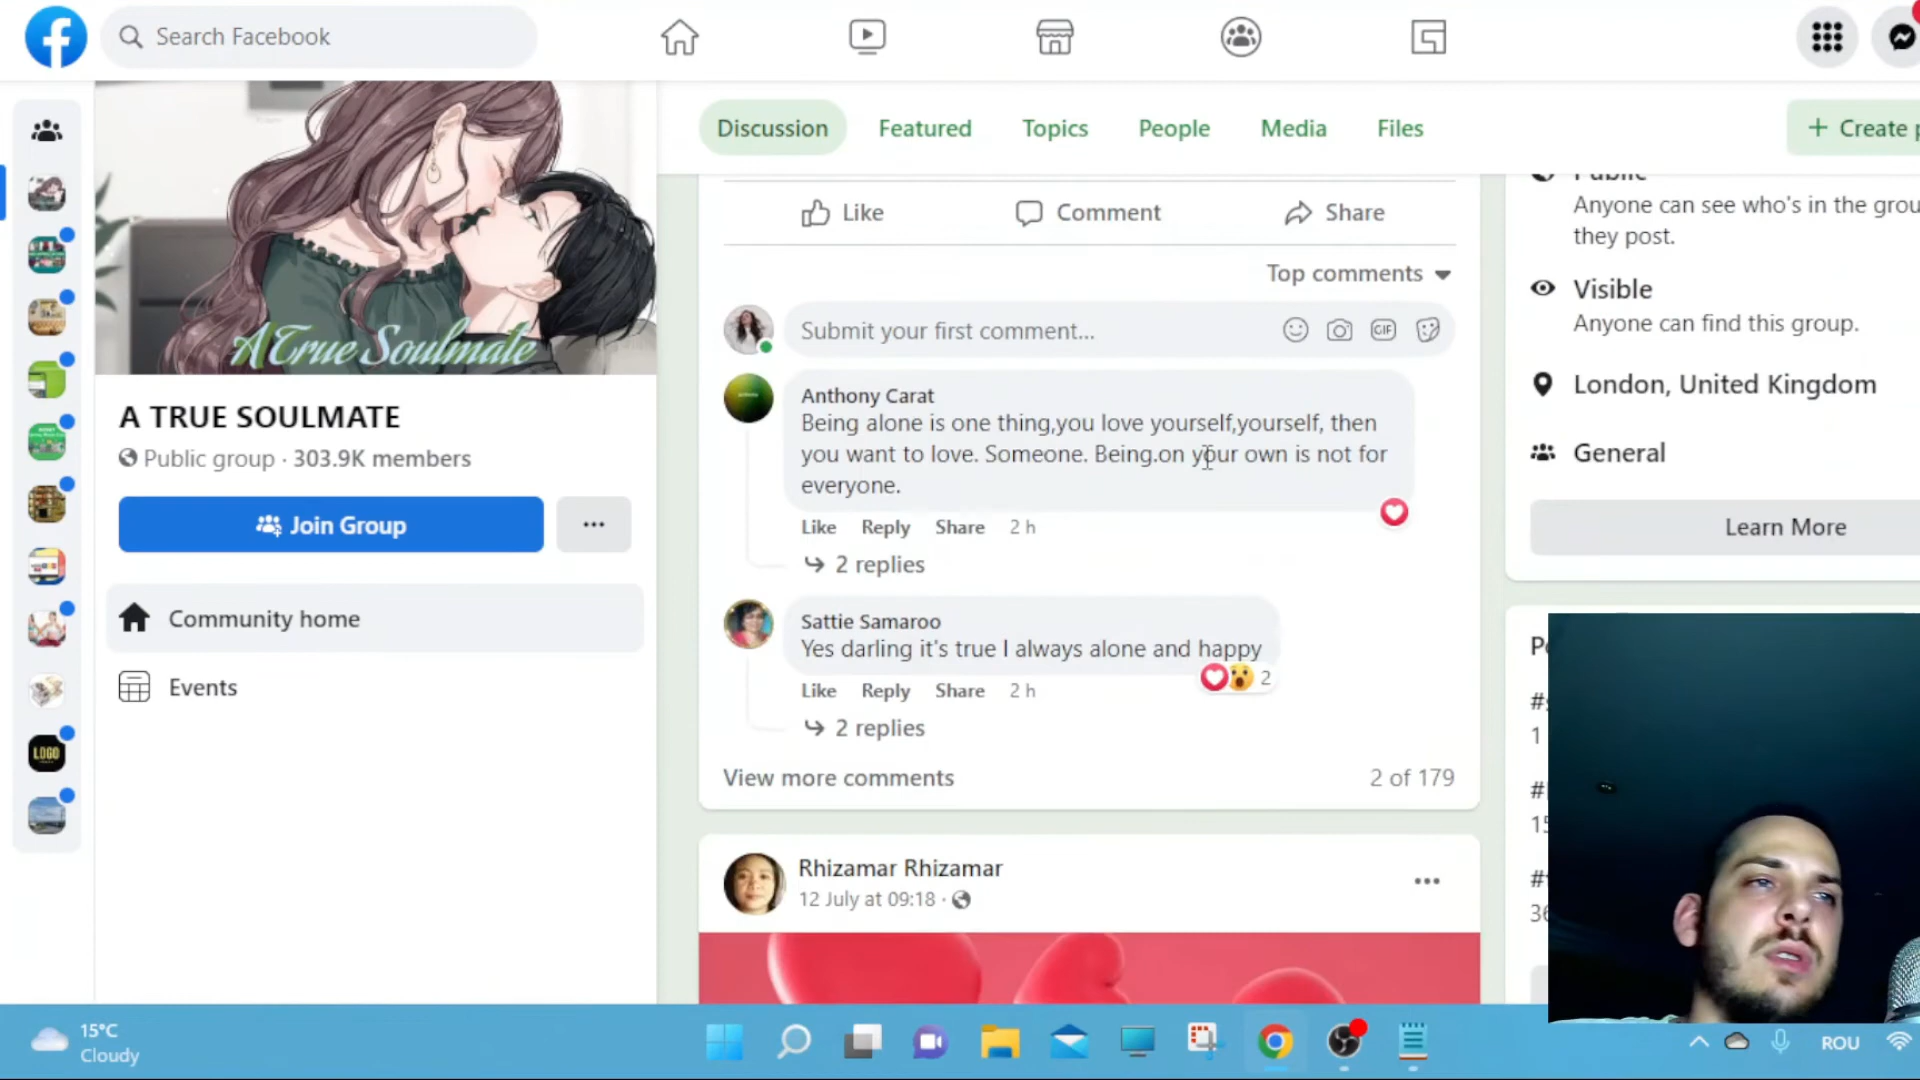 Search Facebook
A True Soulmate
A TRUE SOULMATE
Public group · 303.9K members
Join Group
Community home
Events
Discussion
Featured
Topics
People
Media
Files
+ Create
Like
Comment
Share
Top comments
Submit your first comment...
GIF
Anthony Carat
Being alone is one thing,you love yourself,yourself, then
you want to love. Someone. Being.on your own is not for
everyone.
Like Reply Share 2 h
2 replies
Sattie Samaroo
Yes darling it's true I always alone and happy
2
Like Reply Share 2 h
2 replies
View more comments
2 of 179
Rhizamar Rhizamar
12 July at 09:18 ·
Public
Anyone can see who's in the
they post.
Visible
Anyone can find this group.
London, United Kingdom
General
Learn More
LOGO
15°C
Cloudy
ROU